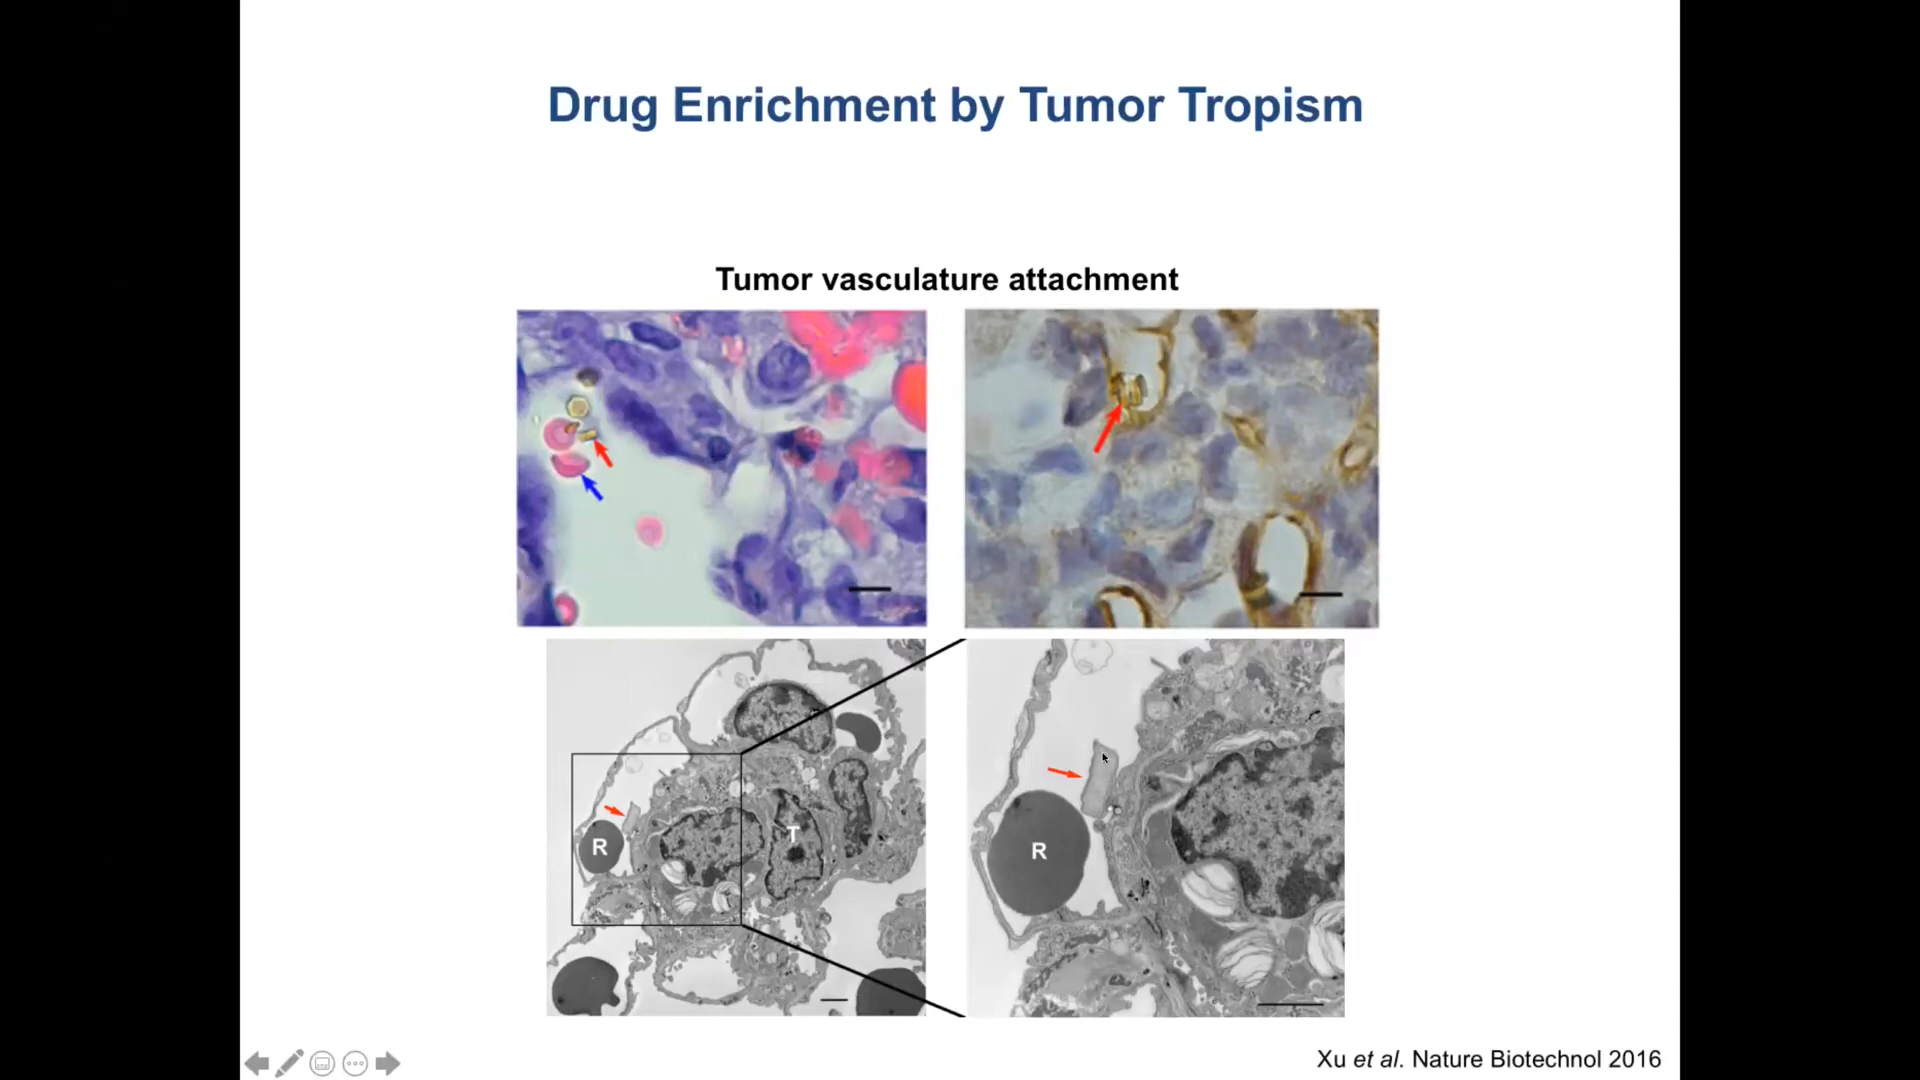 Drug Enrichment by Tumor Tropism
Tumor vasculature attachment
R
T
R
Xu et al. Nature Biotechnol 2016